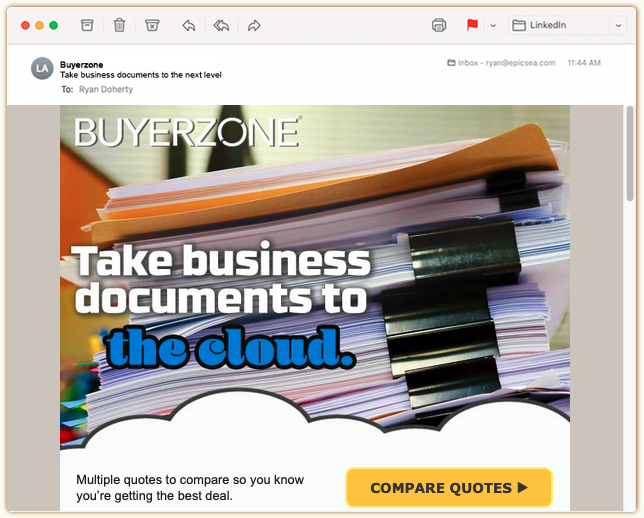 LinkedIn
LA
Buyerzone
Take business documents to the next level
Inbox - ryan@epicsea.com 11:44 AM
To: Ryan Doherty
BUYERZONE®
Take business
documents to
the cloud.
Multiple quotes to compare so you know
you're getting the best deal.
COMPARE QUOTES